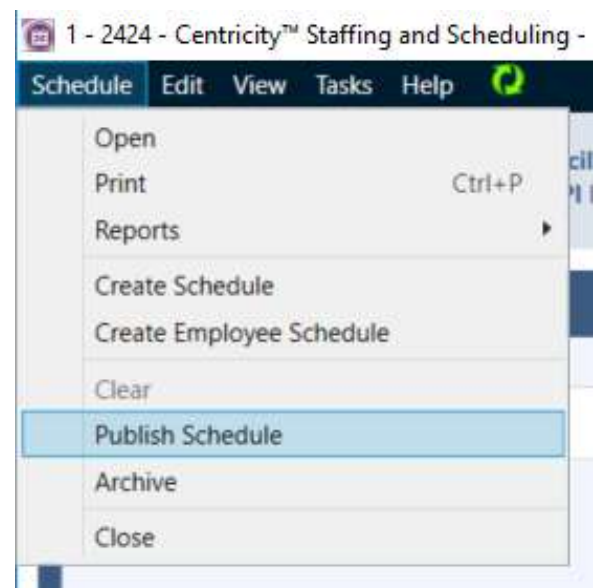 1 - 2424 - Centricity™ Staffing and Scheduling -
Schedule Edit View Tasks Help
Open
Print Ctrl+P
Reports
Create Schedule
Create Employee Schedule
Clear
Publish Schedule
Archive
Close